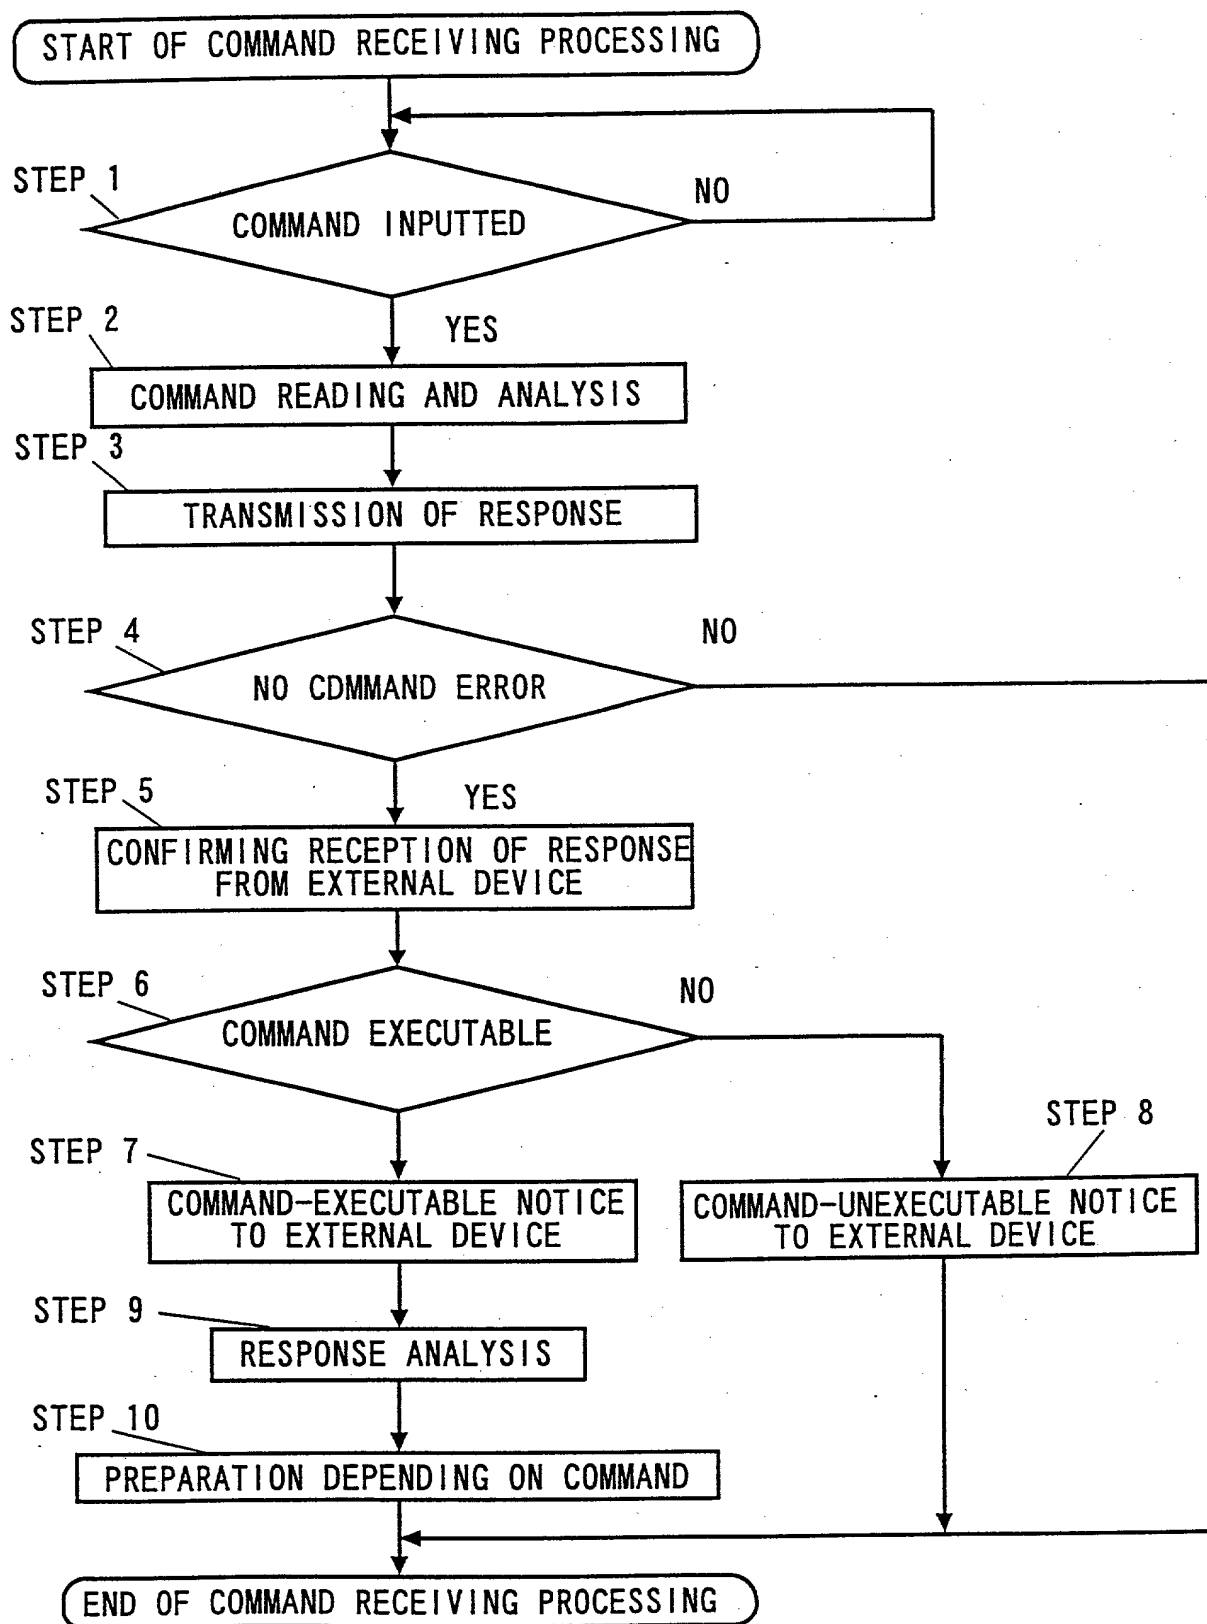 START OF COMMAND RECEIVING PROCESSING
STEP 1
NO
COMMAND INPUTTED
STEP 2
YES
COMMAND READING AND ANALYSIS
STEP 3
TRANSMISSION OF RESPONSE
STEP 4
NO
NO CDMMAND ERROR
STEP 5
YES
CONFIRMING RECEPTION OF RESPONSE
FROM EXTERNAL DEVICE
STEP 6
NO
COMMAND EXECUTABLE
STEP 7
STEP 8
COMMAND-EXECUTABLE NOTICE
TO EXTERNAL DEVICE
COMMAND-UNEXECUTABLE NOTICE
TO EXTERNAL DEVICE
STEP 9
RESPONSE ANALYSIS
STEP 10
PREPARATION DEPENDING ON COMMAND
END OF COMMAND RECEIVING PROCESSING